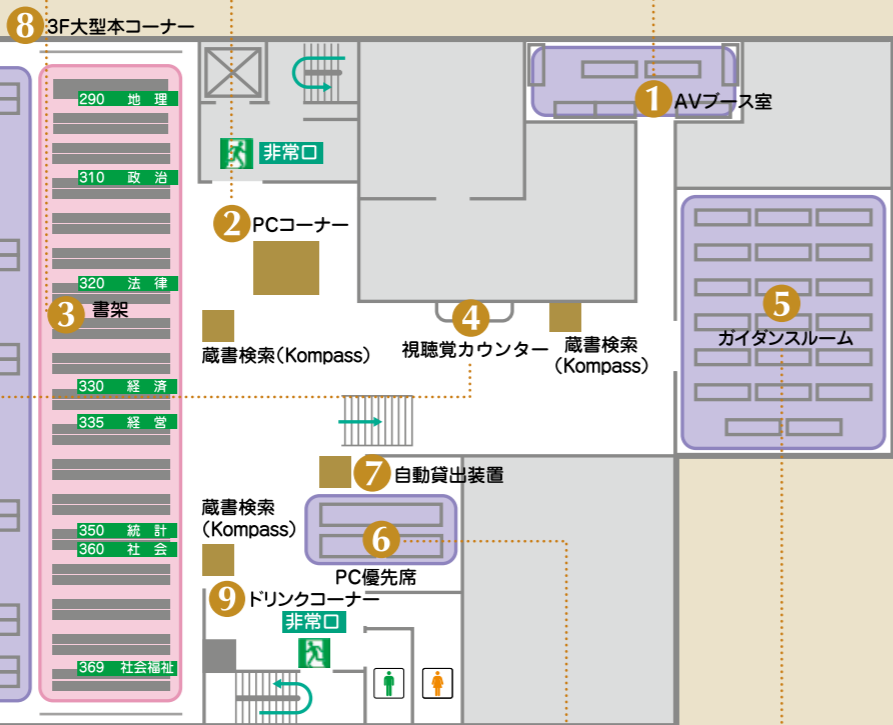 8 3F大型本コーナー
290 地 理
310 政 治
320 法 律
3 書架
330 経 済
335 経 営
350 統 計
360 社 会
369 社会福祉
非常口
2 PCコーナー
蔵書検索(Kompass)
1 AVブース室
4
視聴覚カウンター
蔵書検索
(Kompass)
5
ガイダンスルーム
7 自動貸出装置
蔵書検索
(Kompass)
6
PC優先席
9 ドリンクコーナー
非常口